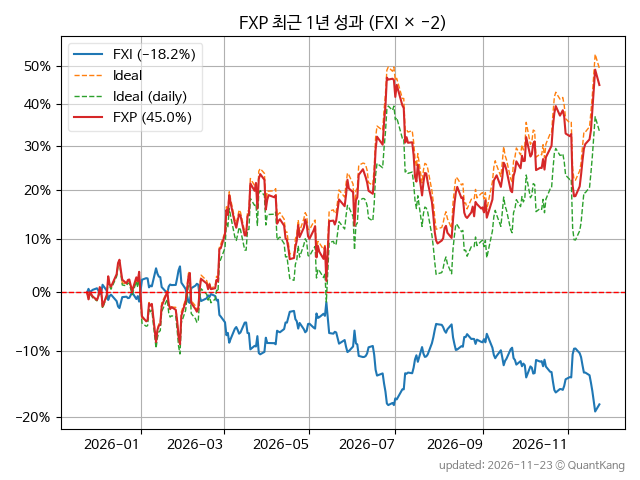 FXP 최근 1년 성과 (FXI × −2)
FXI (−18.2%)
Ideal
Ideal (daily)
FXP (45.0%)
50%
40%
30%
20%
10%
0%
−10%
−20%
2026-01 2026-03 2026-05 2026-07 2026-09 2026-11
updated: 2026-11-23 © QuantKang